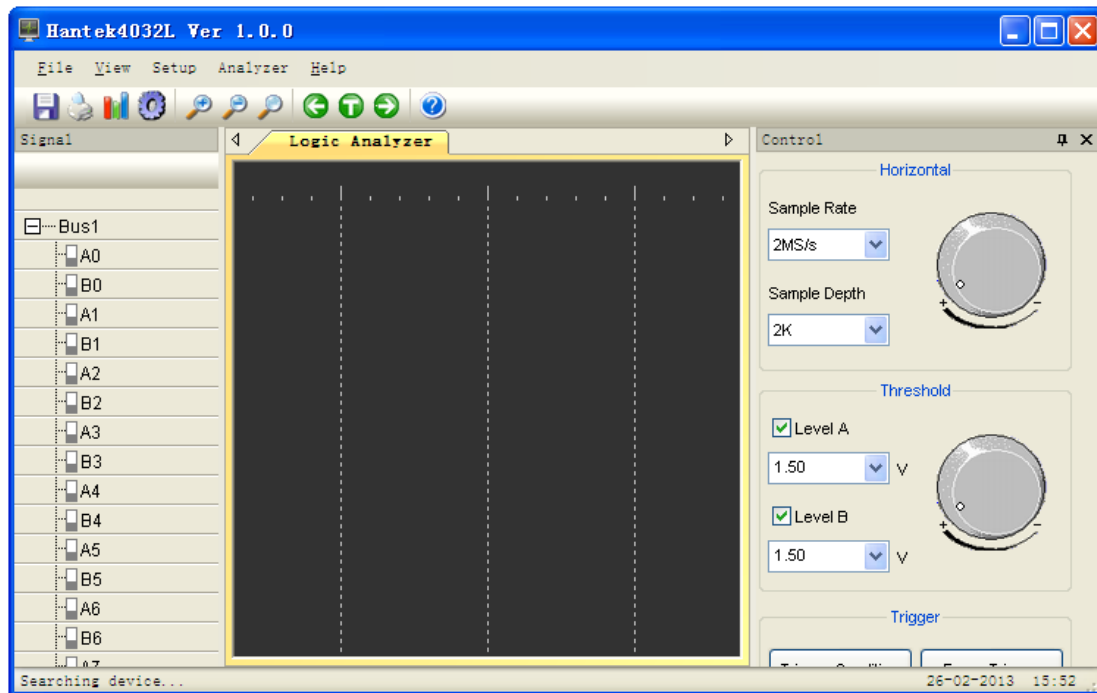 Hantek4032L Ver 1.0.0
File View Setup Analyzer Help
T ?
Signal
Logic Analyzer
Control
Bus1
A0
B0
A1
B1
A2
B2
A3
B3
A4
B4
A5
B5
A6
B6
A7
Horizontal
Sample Rate
2MS/s
Sample Depth
2K
+ -
Threshold
Level A
1.50 V
Level B
1.50 V
+ -
Trigger
Searching device...
26-02-2013 15:52